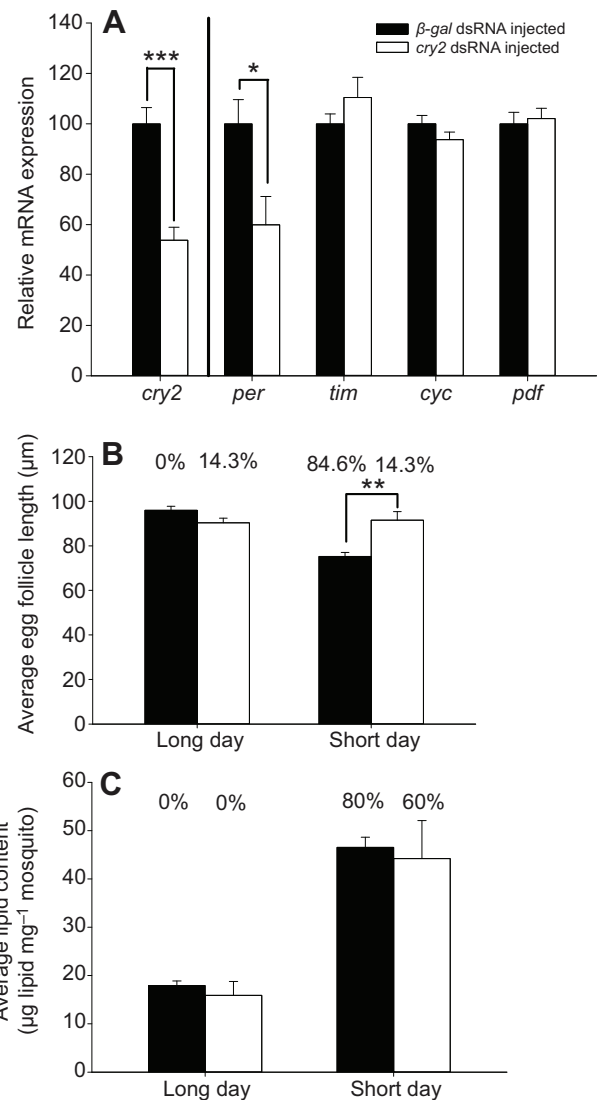 A
β-gal dsRNA injected
cry2 dsRNA injected
Relative mRNA expression
140
120
100
80
60
40
20
0
***
*
cry2 per tim cyc pdf
B
Average egg follicle length (µm)
120
100
80
60
40
20
0
0% 14.3% 84.6% 14.3%
**
Long day Short day
C
Average lipid content
(µg lipid mg⁻¹ mosquito)
60
50
40
30
20
10
0
0% 0% 80% 60%
Long day Short day